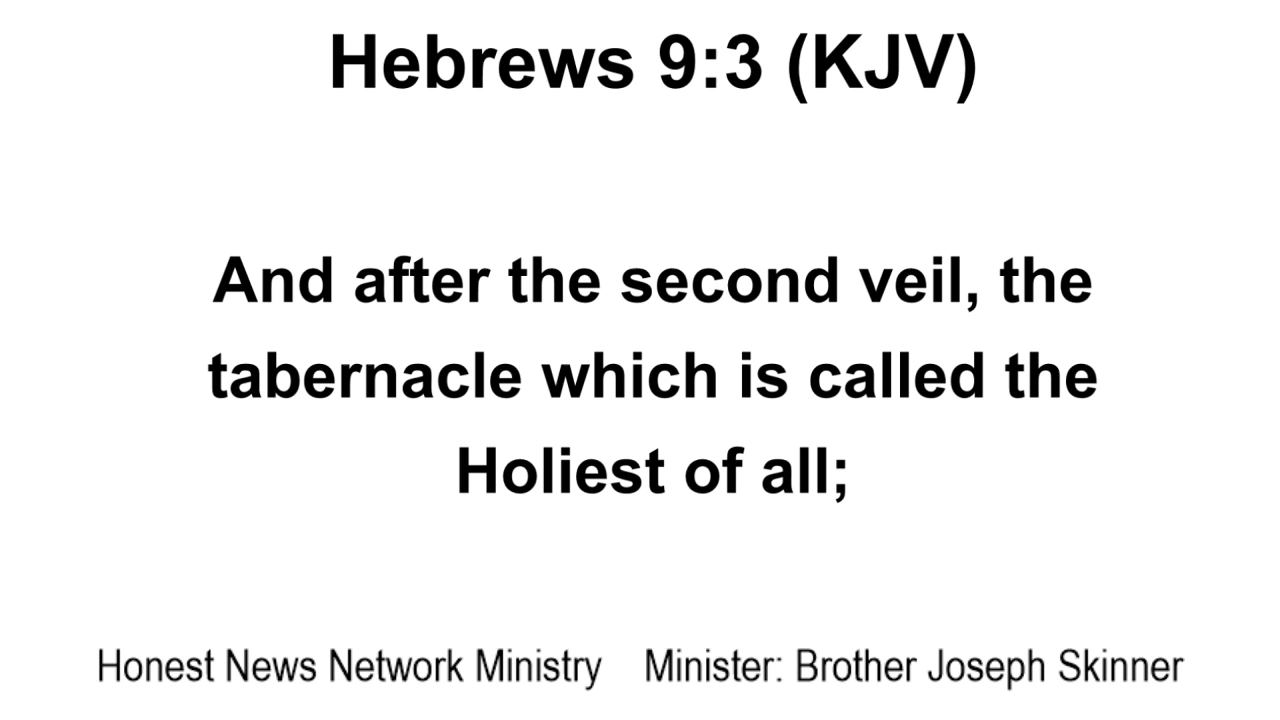 Hebrews 9:3 (KJV)
And after the second veil, the
tabernacle which is called the
Holiest of all;
Honest News Network Ministry    Minister: Brother Joseph Skinner